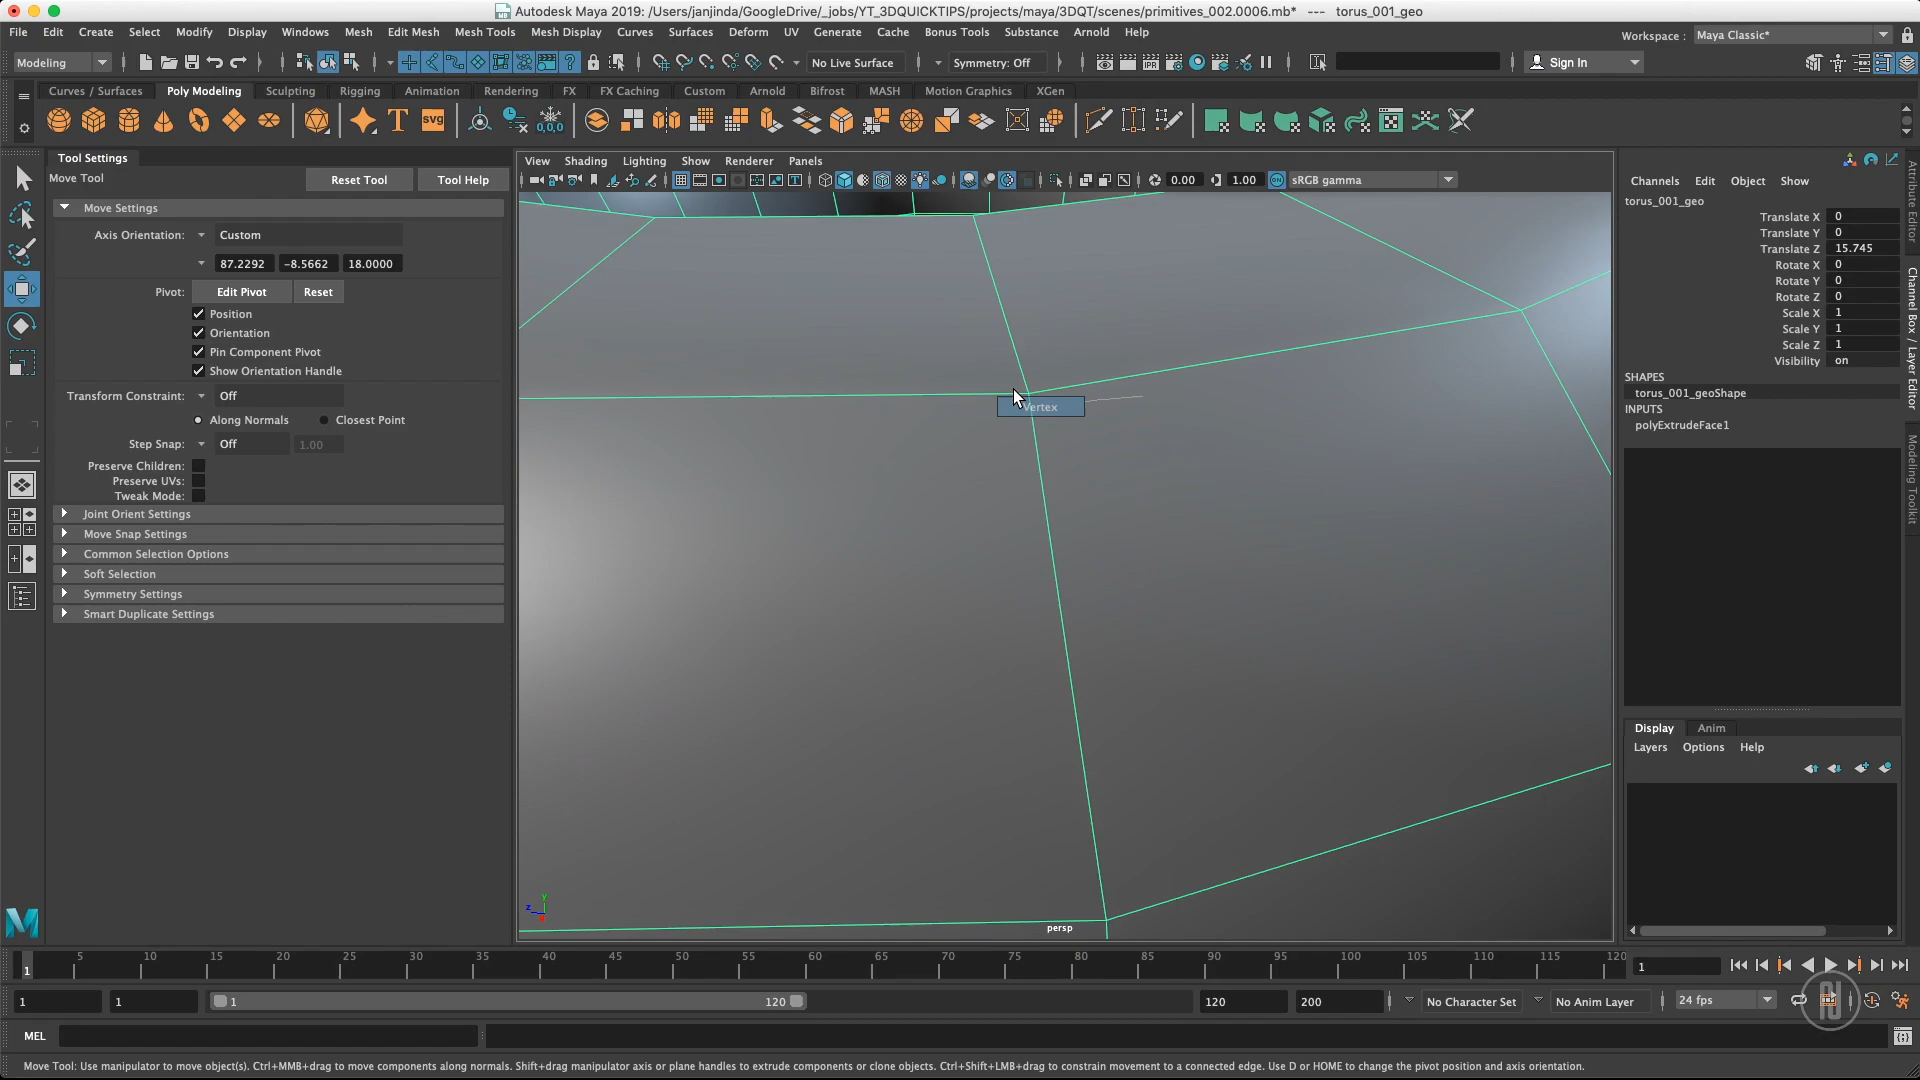 Autodesk Maya 2019: /Users/janjinda/GoogleDrive/_jobs/YT_3DQUICKTIPS/projects/maya/3DQT/scenes/primitives_002.0006.mb* --- torus_001_geo
File Edit Create Select Modify Display Windows Mesh Edit Mesh Mesh Tools Mesh Display Curves Surfaces Deform UV Generate Cache Bonus Tools Substance Arnold Help Workspace : Maya Classic*
Modeling No Live Surface Symmetry: Off Sign In
Curves / Surfaces Poly Modeling Sculpting Rigging Animation Rendering FX FX Caching Custom Arnold Bifrost MASH Motion Graphics XGen
T svg 0,0,0
Tool Settings
Move Tool Reset Tool Tool Help
Move Settings
Axis Orientation: Custom
87.2292 -8.5662 18.0000
Pivot: Edit Pivot Reset
Position
Orientation
Pin Component Pivot
Show Orientation Handle
Transform Constraint: Off
Along Normals Closest Point
Step Snap: Off 1.00
Preserve Children:
Preserve UVs:
Tweak Mode:
Joint Orient Settings
Move Snap Settings
Common Selection Options
Soft Selection
Symmetry Settings
Smart Duplicate Settings
View Shading Lighting Show Renderer Panels
0.00 1.00 ON sRGB gamma
Vertex
y
z
persp
Channels Edit Object Show
torus_001_geo
Translate X 0
Translate Y 0
Translate Z 15.745
Rotate X 0
Rotate Y 0
Rotate Z 0
Scale X 1
Scale Y 1
Scale Z 1
Visibility on
SHAPES
torus_001_geoShape
INPUTS
polyExtrudeFace1
Attribute Editor
Channel Box / Layer Editor
Modeling Toolkit
Display Anim
Layers Options Help
1 5 10 15 20 25 30 35 40 45 50 55 60 65 70 75 80 85 90 95 100 105 110 115 120 1
1 1 1 120 120 200 No Character Set No Anim Layer 24 fps
MEL
Move Tool: Use manipulator to move object(s). Ctrl+MMB+drag to move components along normals. Shift+drag manipulator axis or plane handles to extrude components or clone objects. Ctrl+Shift+LMB+drag to constrain movement to a connected edge. Use D or HOME to change the pivot position and axis orientation.